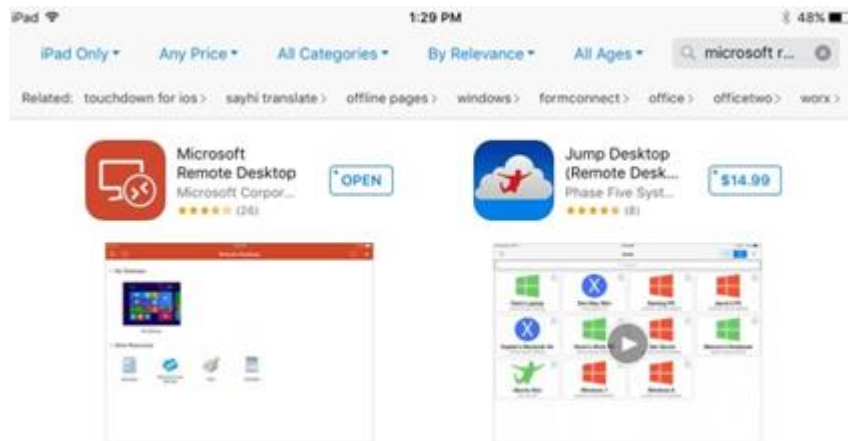 iPad 1:29 PM 48%
iPad Only Any Price All Categories By Relevance All Ages microsoft r...
Related: touchdown for ios > sayhi translate > offline pages > windows > formconnect > office > officetwo > worx >
Microsoft
Remote Desktop
Microsoft Corpor...
(26)
OPEN
Jump Desktop
(Remote Desk...
Phase Five Syst...
(8)
$14.99